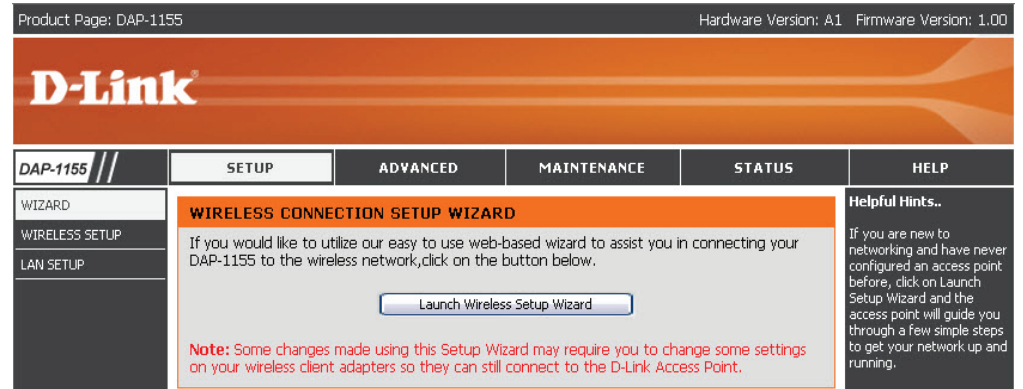 Product Page: DAP-1155 Hardware Version: A1 Firmware Version: 1.00
D-Link®
DAP-1155 SETUP ADVANCED MAINTENANCE STATUS HELP
WIZARD
WIRELESS SETUP
LAN SETUP
WIRELESS CONNECTION SETUP WIZARD
If you would like to utilize our easy to use web-based wizard to assist you in connecting your
DAP-1155 to the wireless network,click on the button below.
Launch Wireless Setup Wizard
Note: Some changes made using this Setup Wizard may require you to change some settings
on your wireless client adapters so they can still connect to the D-Link Access Point.
Helpful Hints..
If you are new to
networking and have never
configured an access point
before, click on Launch
Setup Wizard and the
access point will guide you
through a few simple steps
to get your network up and
running.